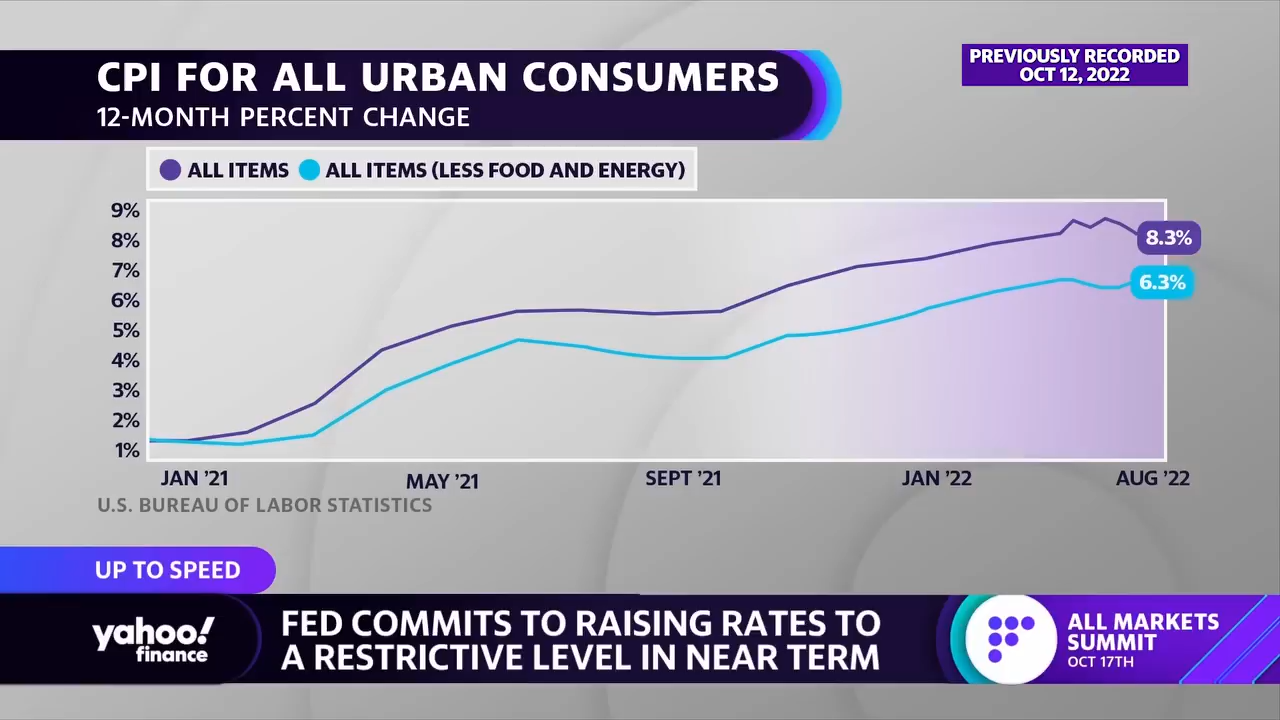 CPI FOR ALL URBAN CONSUMERS
12-MONTH PERCENT CHANGE
PREVIOUSLY RECORDED
OCT 12, 2022
ALL ITEMS ALL ITEMS (LESS FOOD AND ENERGY)
9%
8%
7%
6%
5%
4%
3%
2%
1%
8.3%
6.3%
JAN '21 MAY '21 SEPT '21 JAN '22 AUG '22
U.S. BUREAU OF LABOR STATISTICS
UP TO SPEED
yahoo!
finance
FED COMMITS TO RAISING RATES TO
A RESTRICTIVE LEVEL IN NEAR TERM
ALL MARKETS
SUMMIT
OCT 17TH